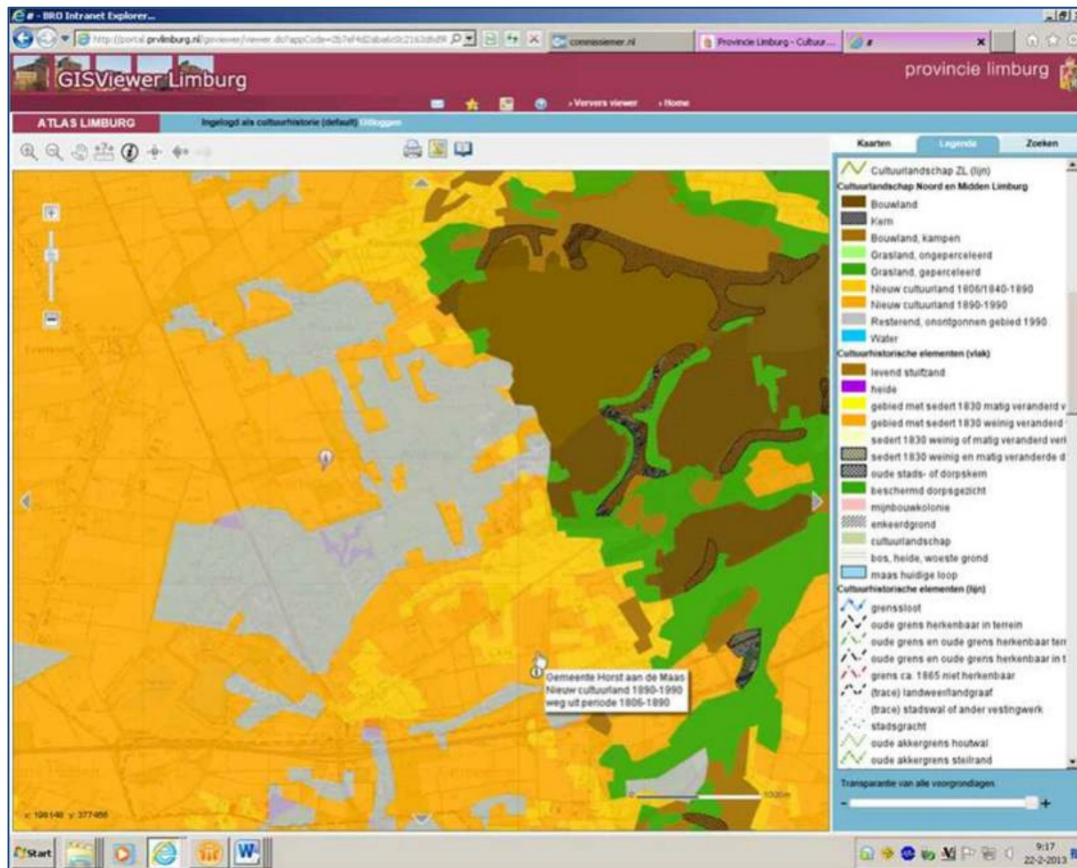 # - BRO Intranet Explorer...
commissiemer.nl
Provincie Limburg - Cultuur...
#
GISViewer Limburg
provincie limburg
› Ververs viewer
› Home
ATLAS LIMBURG
Ingelogd als cultuurhistorie (default) Uitloggen
Kaarten
Legende
Zoeken
Cultuurlandschap ZL (lijn)
Cultuurlandschap Noord en Midden Limburg
Bouwland
Kern
Bouwland, kampen
Grasland, ongeperceleerd
Grasland, geperceleerd
Nieuw cultuurland 1806/1840-1890
Nieuw cultuurland 1890-1990
Resterend, onontgonnen gebied 1990
Water
Cultuurhistorische elementen (vlak)
levend stuifzand
heide
gebied met sedert 1830 matig veranderd v
gebied met sedert 1830 weinig veranderd
sedert 1830 weinig of matig veranderd verk
sedert 1830 weinig en matig veranderde d
oude stads- of dorpskern
beschermd dorpsgezicht
mijnbouwkolonie
enkeerdgrond
cultuurlandschap
bos, heide, woeste grond
maas huidige loop
Cultuurhistorische elementen (lijn)
grenssloot
oude grens herkenbaar in terrein
oude grens en oude grens herkenbaar terr
oude grens en oude grens herkenbaar in t
grens ca. 1865 niet herkenbaar
(trace) landweer/landgraaf
(trace) stadswal of ander vestingwerk
stadsgracht
oude akkergrens houtwal
oude akkergrens steilrand
Gemeente Horst aan de Maas
Nieuw cultuurland 1890-1990
weg uit periode 1806-1890
0
1000m
Transparantie van alle voorgrondlagen
- +
x: 198148 y: 377466
Start
9:17
22-2-2013